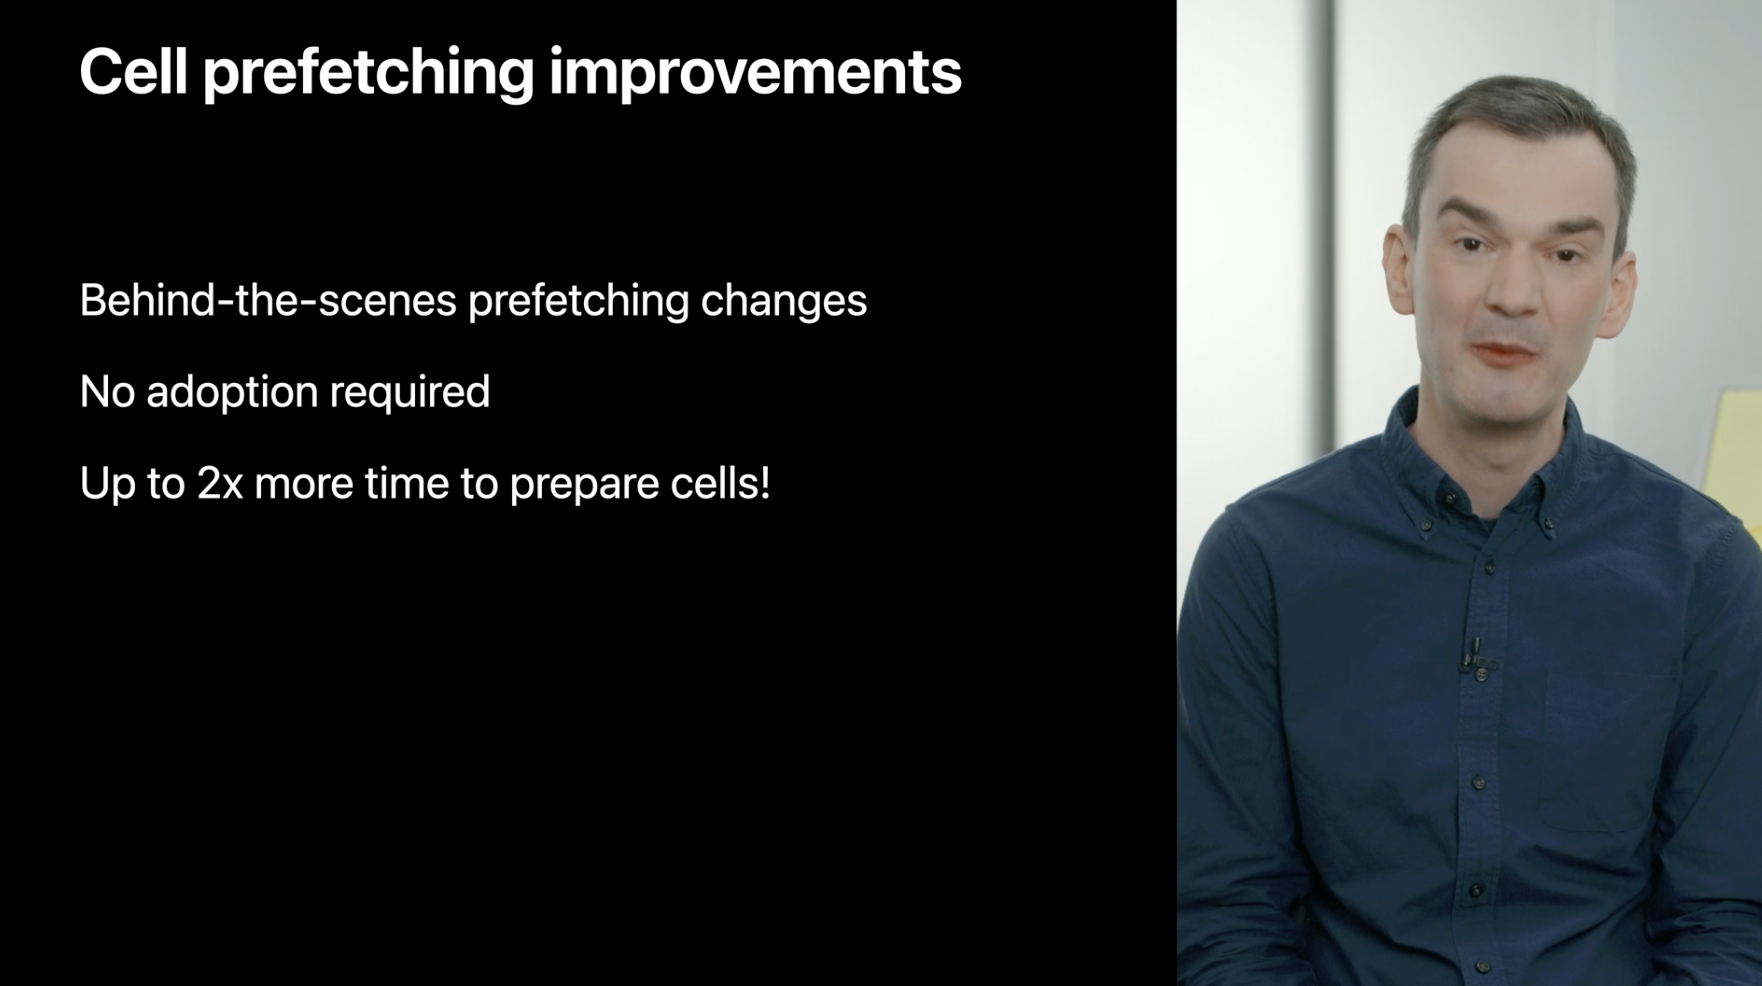 Cell prefetching improvements
Behind-the-scenes prefetching changes
No adoption required
Up to 2x more time to prepare cells!